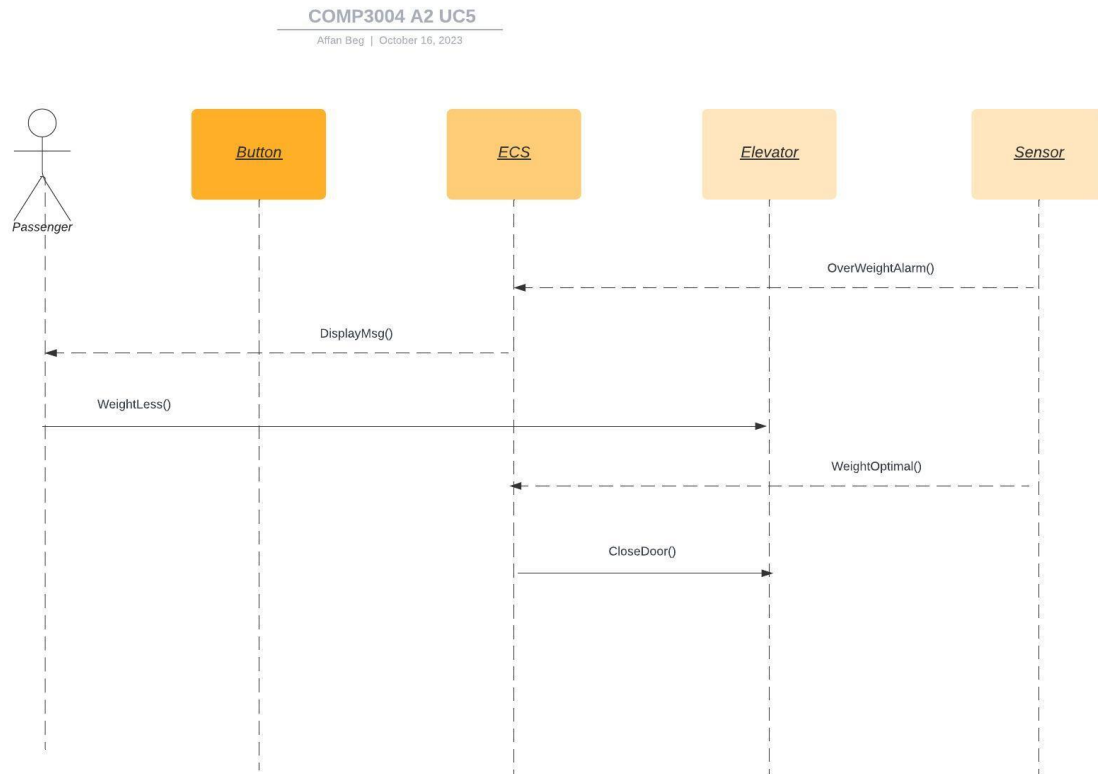 COMP3004 A2 UC5
Affan Beg | October 16, 2023
Button
ECS
Elevator
Sensor
Passenger
OverWeightAlarm()
DisplayMsg()
WeightLess()
WeightOptimal()
CloseDoor()